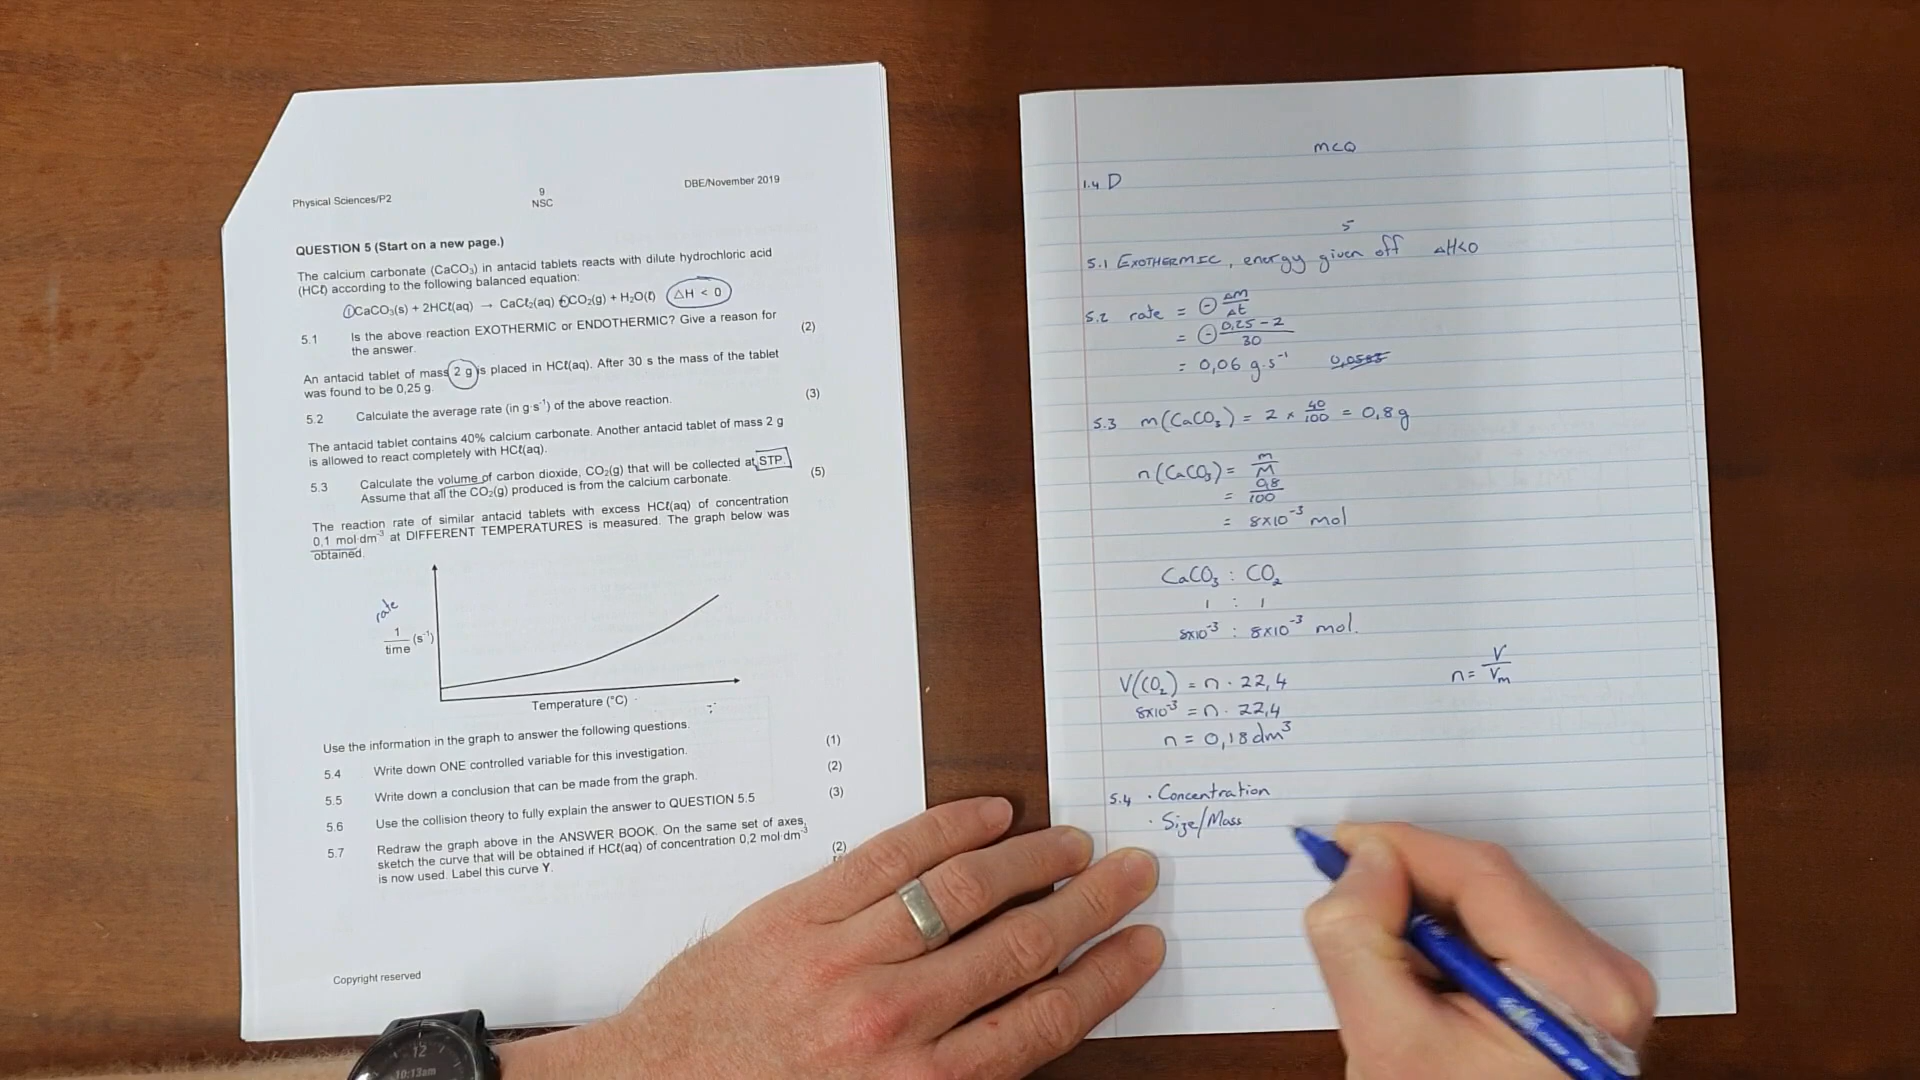 Physical Sciences/P2
9
NSC
DBE/November 2019
QUESTION 5 (Start on a new page.)
The calcium carbonate (CaCO₃) in antacid tablets reacts with dilute hydrochloric acid
(HCℓ) according to the following balanced equation:
①CaCO₃(s) + 2HCℓ(aq) → CaCℓ₂(aq) + CO₂(g) + H₂O(ℓ) ΔH < 0
5.1 Is the above reaction EXOTHERMIC or ENDOTHERMIC? Give a reason for
the answer. (2)
An antacid tablet of mass 2 g is placed in HCℓ(aq). After 30 s the mass of the tablet
was found to be 0,25 g.
5.2 Calculate the average rate (in g·s⁻¹) of the above reaction. (3)
The antacid tablet contains 40% calcium carbonate. Another antacid tablet of mass 2 g
is allowed to react completely with HCℓ(aq).
5.3 Calculate the volume of carbon dioxide, CO₂(g) that will be collected at STP.
Assume that all the CO₂(g) produced is from the calcium carbonate. (5)
The reaction rate of similar antacid tablets with excess HCℓ(aq) of concentration
0,1 mol·dm⁻³ at DIFFERENT TEMPERATURES is measured. The graph below was
obtained.
rate
1
time (s⁻¹)
Temperature (°C)
Use the information in the graph to answer the following questions.
5.4 Write down ONE controlled variable for this investigation. (1)
5.5 Write down a conclusion that can be made from the graph. (2)
5.6 Use the collision theory to fully explain the answer to QUESTION 5.5 (3)
5.7 Redraw the graph above in the ANSWER BOOK. On the same set of axes,
sketch the curve that will be obtained if HCℓ(aq) of concentration 0,2 mol·dm⁻³
is now used. Label this curve Y. (2)
Copyright reserved
12
10:13am
MCQ
1.4 D
5
5.1 EXOTHERMIC, energy given off ΔH<0
5.2 rate = ⊖ Δm/Δt
= ⊖ 0,25 - 2 / 30
= 0,06 g.s⁻¹ 0,0583
5.3 m(CaCO₃) = 2 × 40/100 = 0,8g
n(CaCO₃) = m/M
= 0,8/100
= 8x10⁻³ mol
CaCO₃ : CO₂
1 : 1
8x10⁻³ : 8x10⁻³ mol.
V(CO₂) = n · 22,4
8x10⁻³ = n · 22,4
n = 0,18 dm³
n = V/Vm
5.4 · Concentration
· Size/Mass